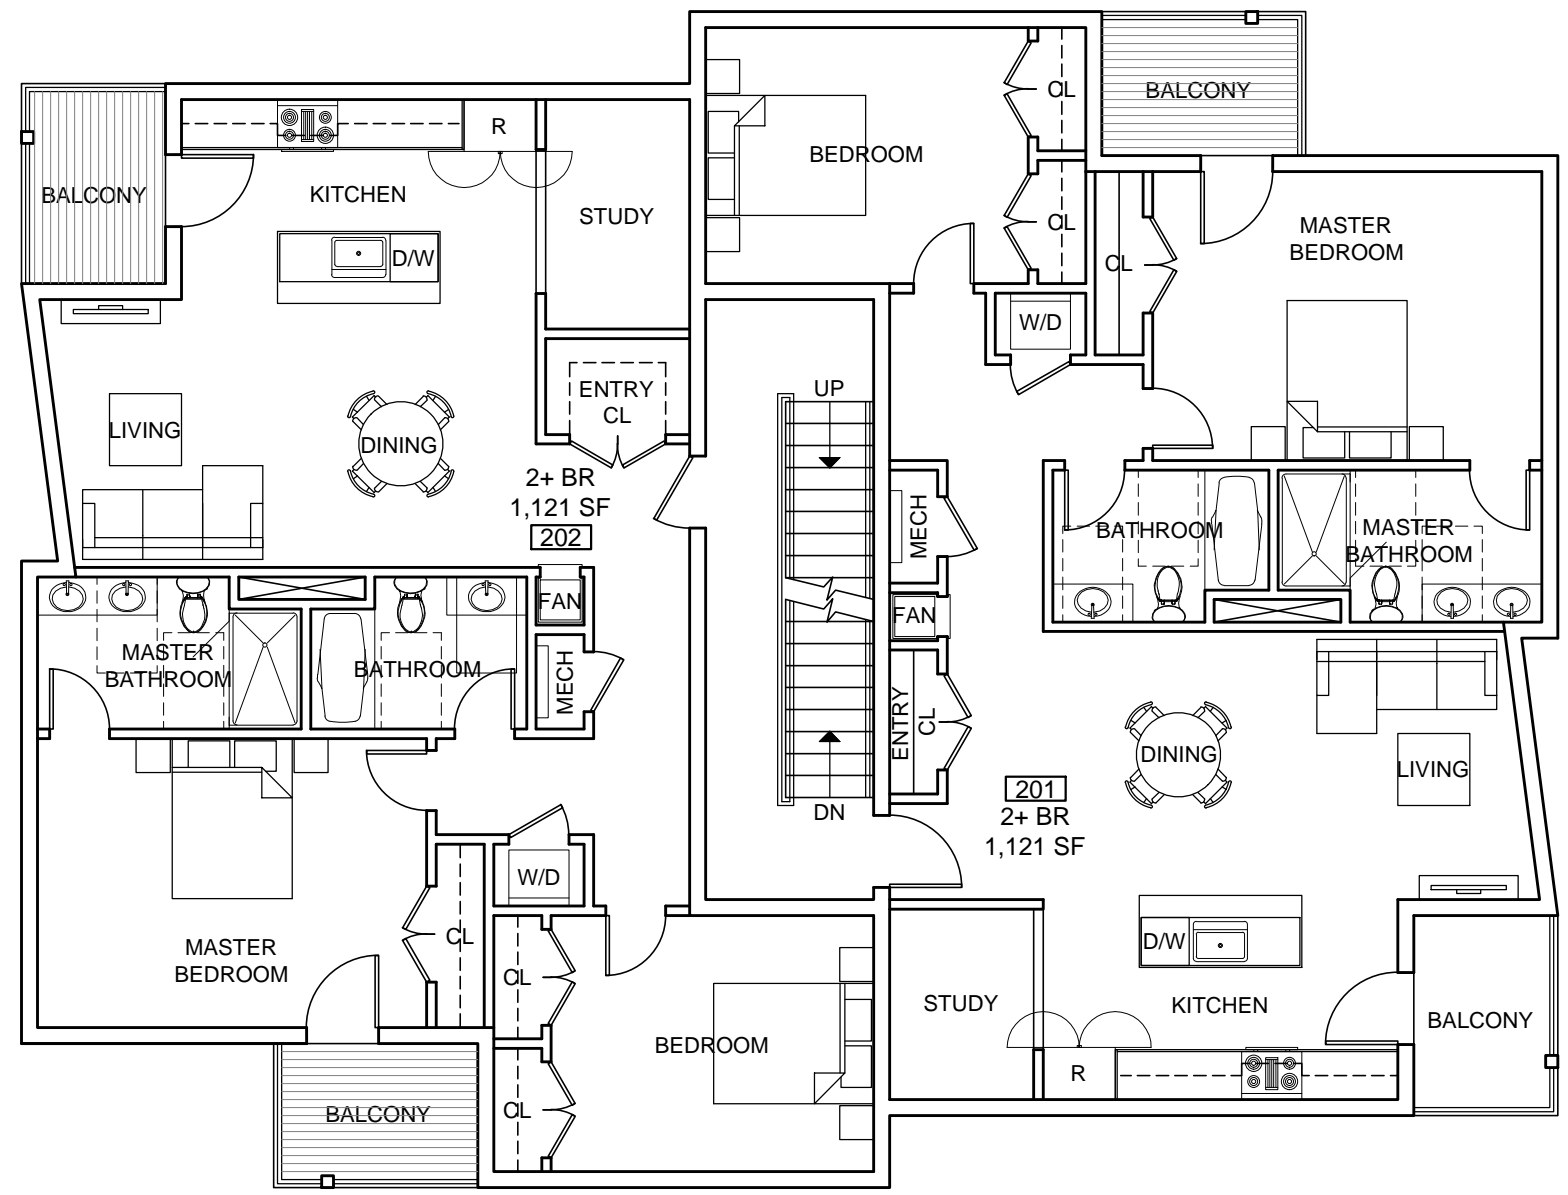 BALCONY
KITCHEN
R
STUDY
D/W
LIVING
DINING
ENTRY
CL
2+ BR
1,121 SF
202
FAN
MECH
MASTER
BATHROOM
BATHROOM
W/D
MASTER
BEDROOM
CL
CL
CL
BEDROOM
BALCONY
UP
DN
BEDROOM
CL
CL
BALCONY
CL
MASTER
BEDROOM
W/D
MECH
BATHROOM
MASTER
BATHROOM
FAN
ENTRY
CL
201
2+ BR
1,121 SF
DINING
LIVING
D/W
STUDY
KITCHEN
R
BALCONY